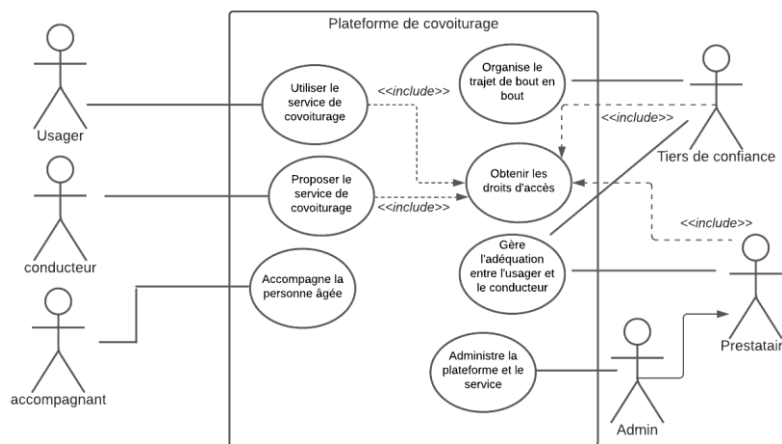 Plateforme de covoiturage
Usager
Utiliser le
service de
covoiturage
<<include>>
Organise le
trajet de bout en
bout
<<include>>
Tiers de confiance
conducteur
Proposer le
service de
covoiturage
<<include>>
Obtenir les
droits d'accès
<<include>>
accompagnant
Accompagne la
personne âgée
Gère
l'adéquation
entre l'usager et
le conducteur
Prestatair
Administre la
plateforme et le
service
Admin